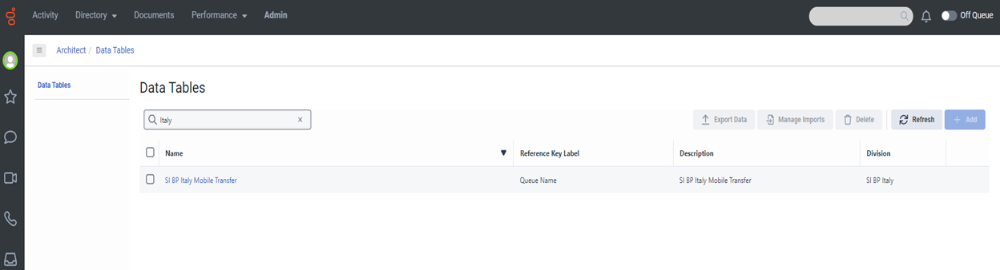 Activity Directory Documents Performance Admin Off Queue
Architect / Data Tables
Data Tables
Data Tables
Italy
Export Data Manage Imports Delete Refresh + Add
Name Reference Key Label Description Division
SI BP Italy Mobile Transfer Queue Name SI BP Italy Mobile Transfer SI BP Italy